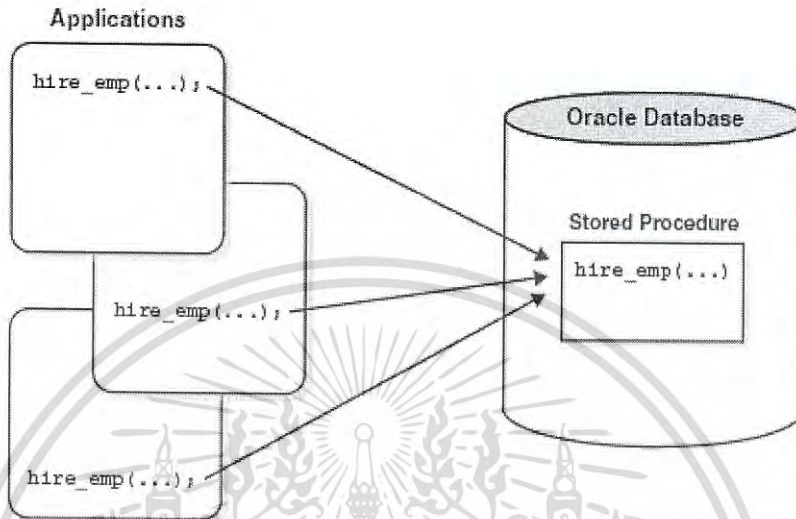 Applications
hire_emp(...);
hire_emp(...);
hire_emp(...);
Oracle Database
Stored Procedure
hire_emp(...)